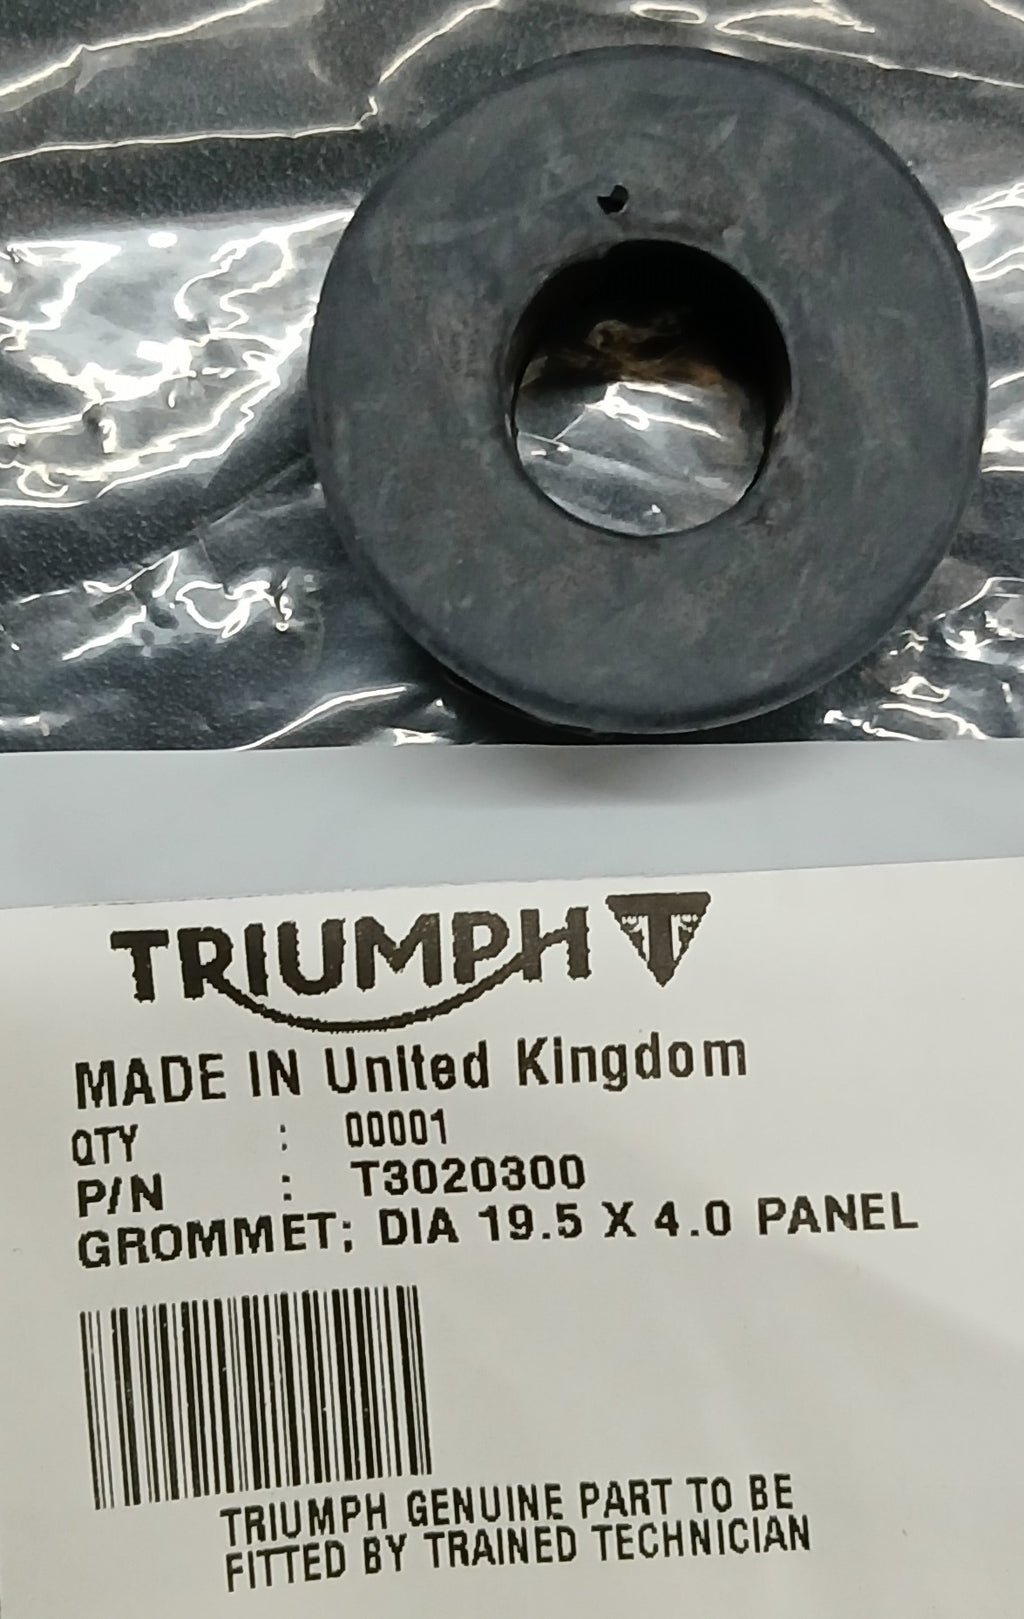 TRIUMPH T
MADE IN United Kingdom
QTY : 00001
P/N : T3020300
GROMMET; DIA 19.5 X 4.0 PANEL
TRIUMPH GENUINE PART TO BE
FITTED BY TRAINED TECHNICIAN